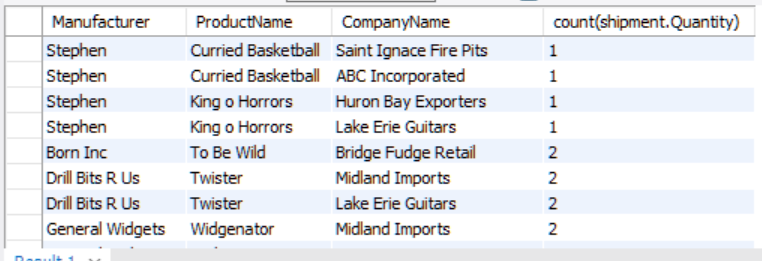 Manufacturer ProductName CompanyName count(shipment.Quantity)
Stephen Curried Basketball Saint Ignace Fire Pits 1
Stephen Curried Basketball ABC Incorporated 1
Stephen King o Horrors Huron Bay Exporters 1
Stephen King o Horrors Lake Erie Guitars 1
Born Inc To Be Wild Bridge Fudge Retail 2
Drill Bits R Us Twister Midland Imports 2
Drill Bits R Us Twister Lake Erie Guitars 2
General Widgets Widgenator Midland Imports 2
Result 1